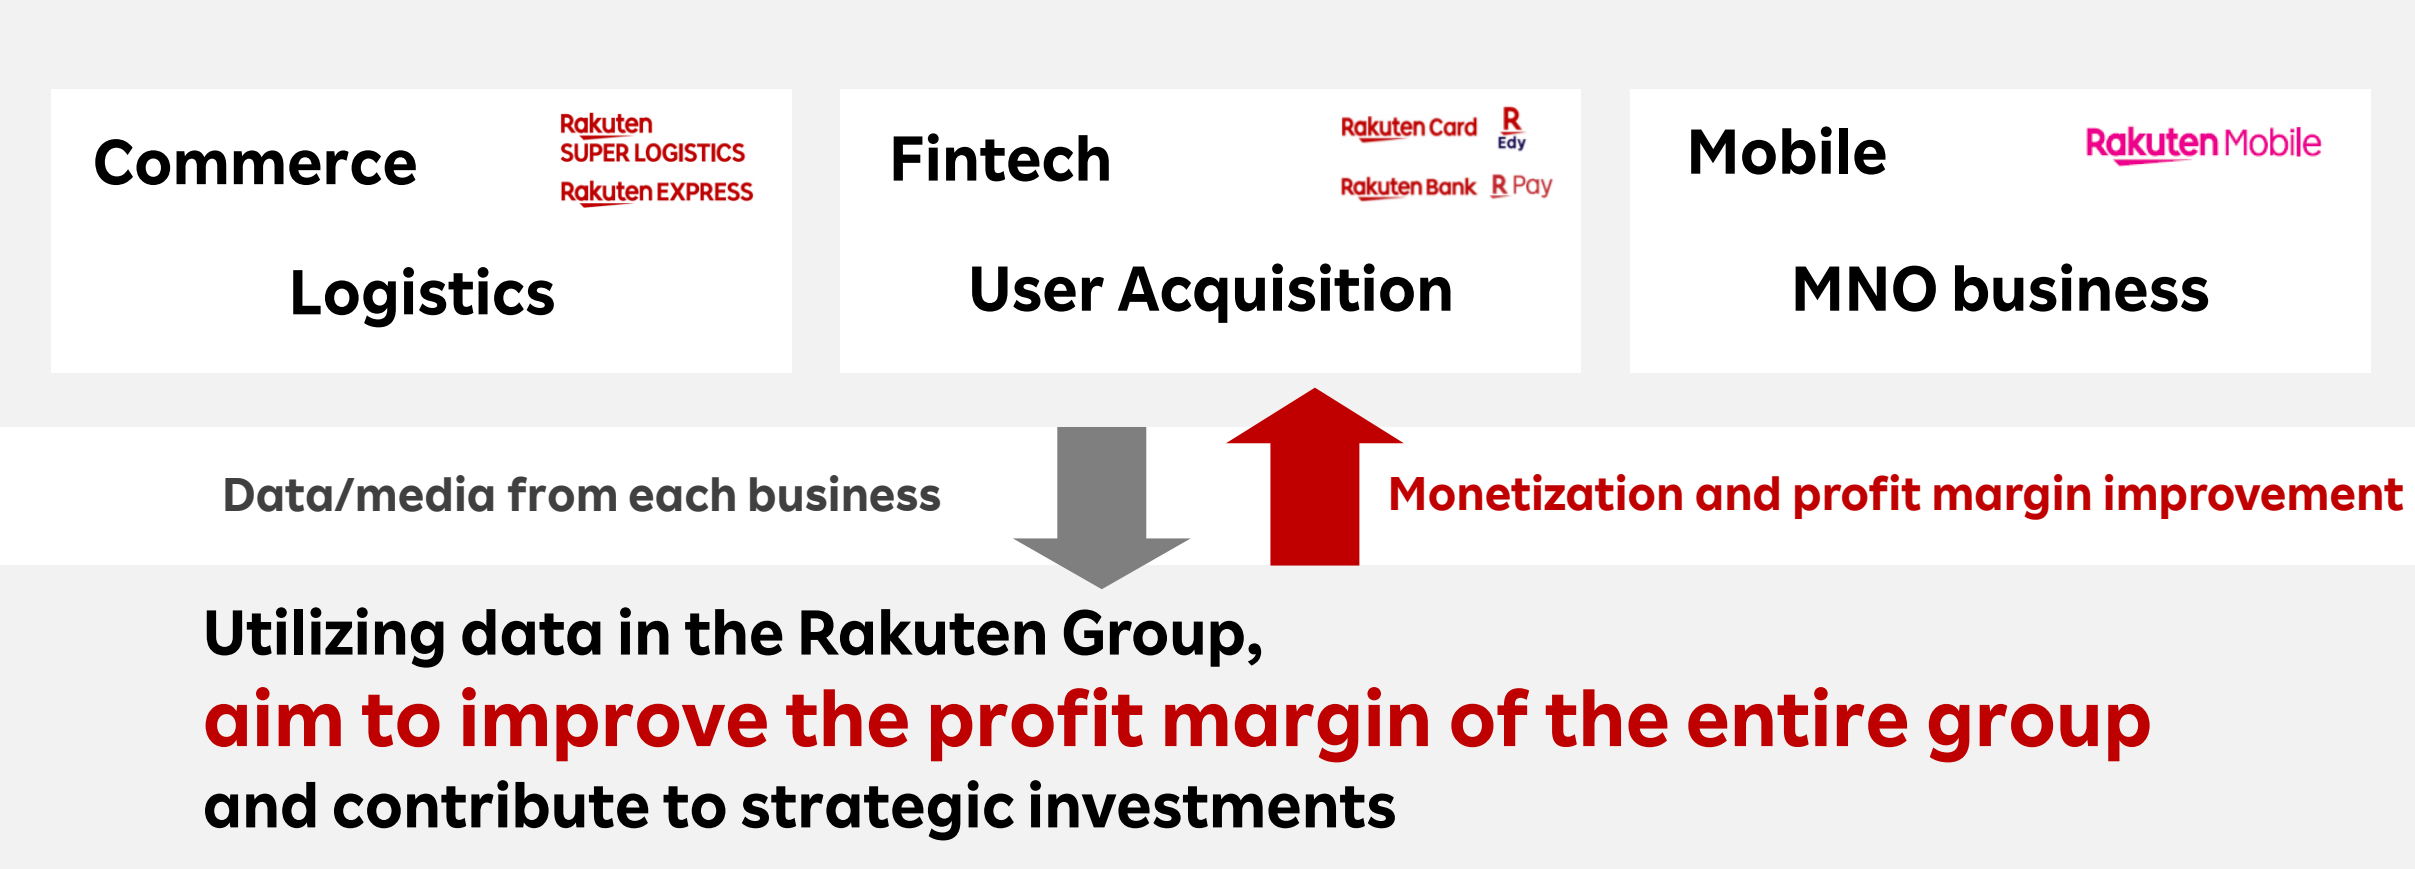 Commerce
Rakuten
SUPER LOGISTICS
Rakuten EXPRESS
Logistics
Fintech
Rakuten Card
R
Edy
Rakuten Bank
R Pay
User Acquisition
Mobile
Rakuten Mobile
MNO business
Data/media from each business
Monetization and profit margin improvement
Utilizing data in the Rakuten Group,
aim to improve the profit margin of the entire group
and contribute to strategic investments